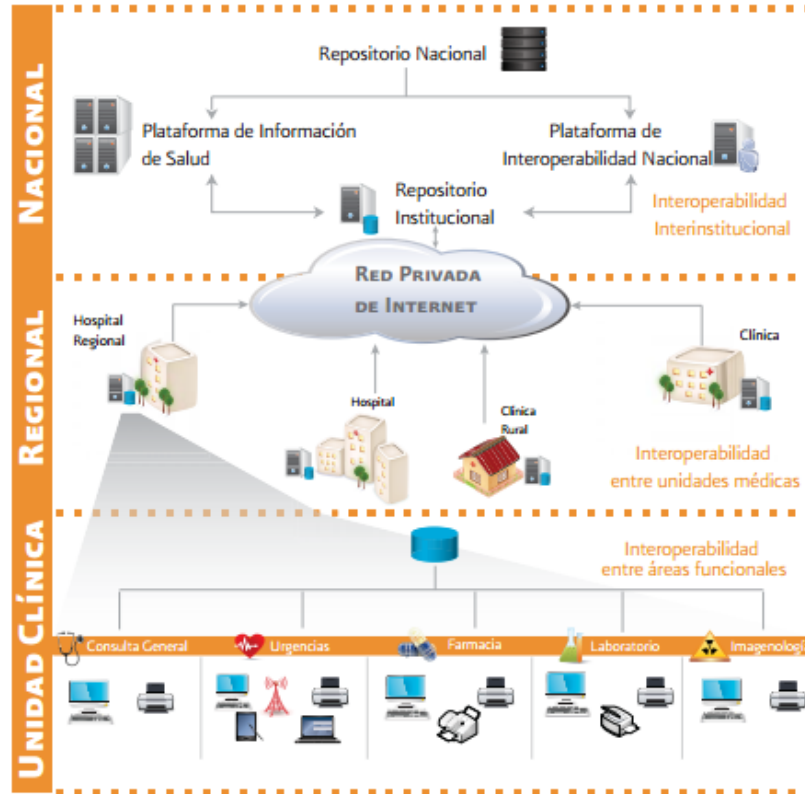 NACIONAL
Repositorio Nacional
Plataforma de Información
de Salud
Plataforma de
Interoperabilidad Nacional
Repositorio
Institucional
Interoperabilidad
Interinstitucional
RED PRIVADA
DE INTERNET
REGIONAL
Hospital
Regional
Hospital
Clínica
Rural
Clínica
Interoperabilidad
entre unidades médicas
UNIDAD CLÍNICA
Interoperabilidad
entre áreas funcionales
Consulta General
Urgencias
Farmacia
Laboratorio
Imagenología